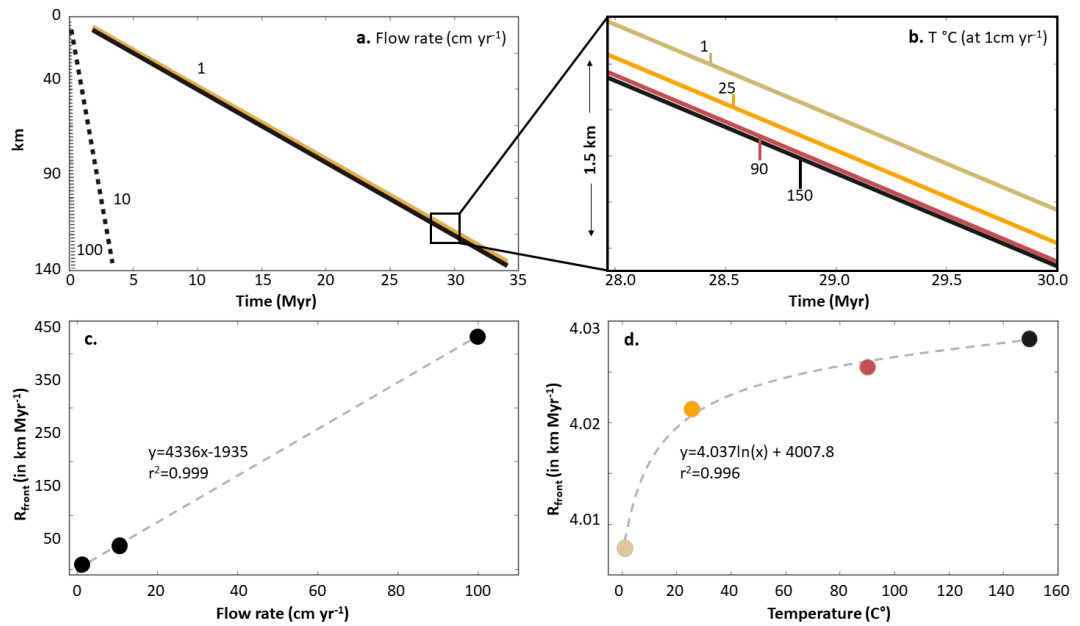 a. Flow rate (cm yr⁻¹)
0
40
90
140
km
1
10
100
0
5
10
15
20
25
30
35
Time (Myr)
b. T °C (at 1cm yr⁻¹)
1
25
90
150
1.5 km
28.0
28.5
29.0
29.5
30.0
Time (Myr)
c.
450
350
250
150
50
R_front (in km Myr⁻¹)
y=4336x-1935
r²=0.999
0
20
40
60
80
100
Flow rate (cm yr⁻¹)
d.
4.03
4.02
4.01
R_front (in km Myr⁻¹)
y=4.037ln(x) + 4007.8
r²=0.996
0
20
40
60
80
100
120
140
160
Temperature (C°)